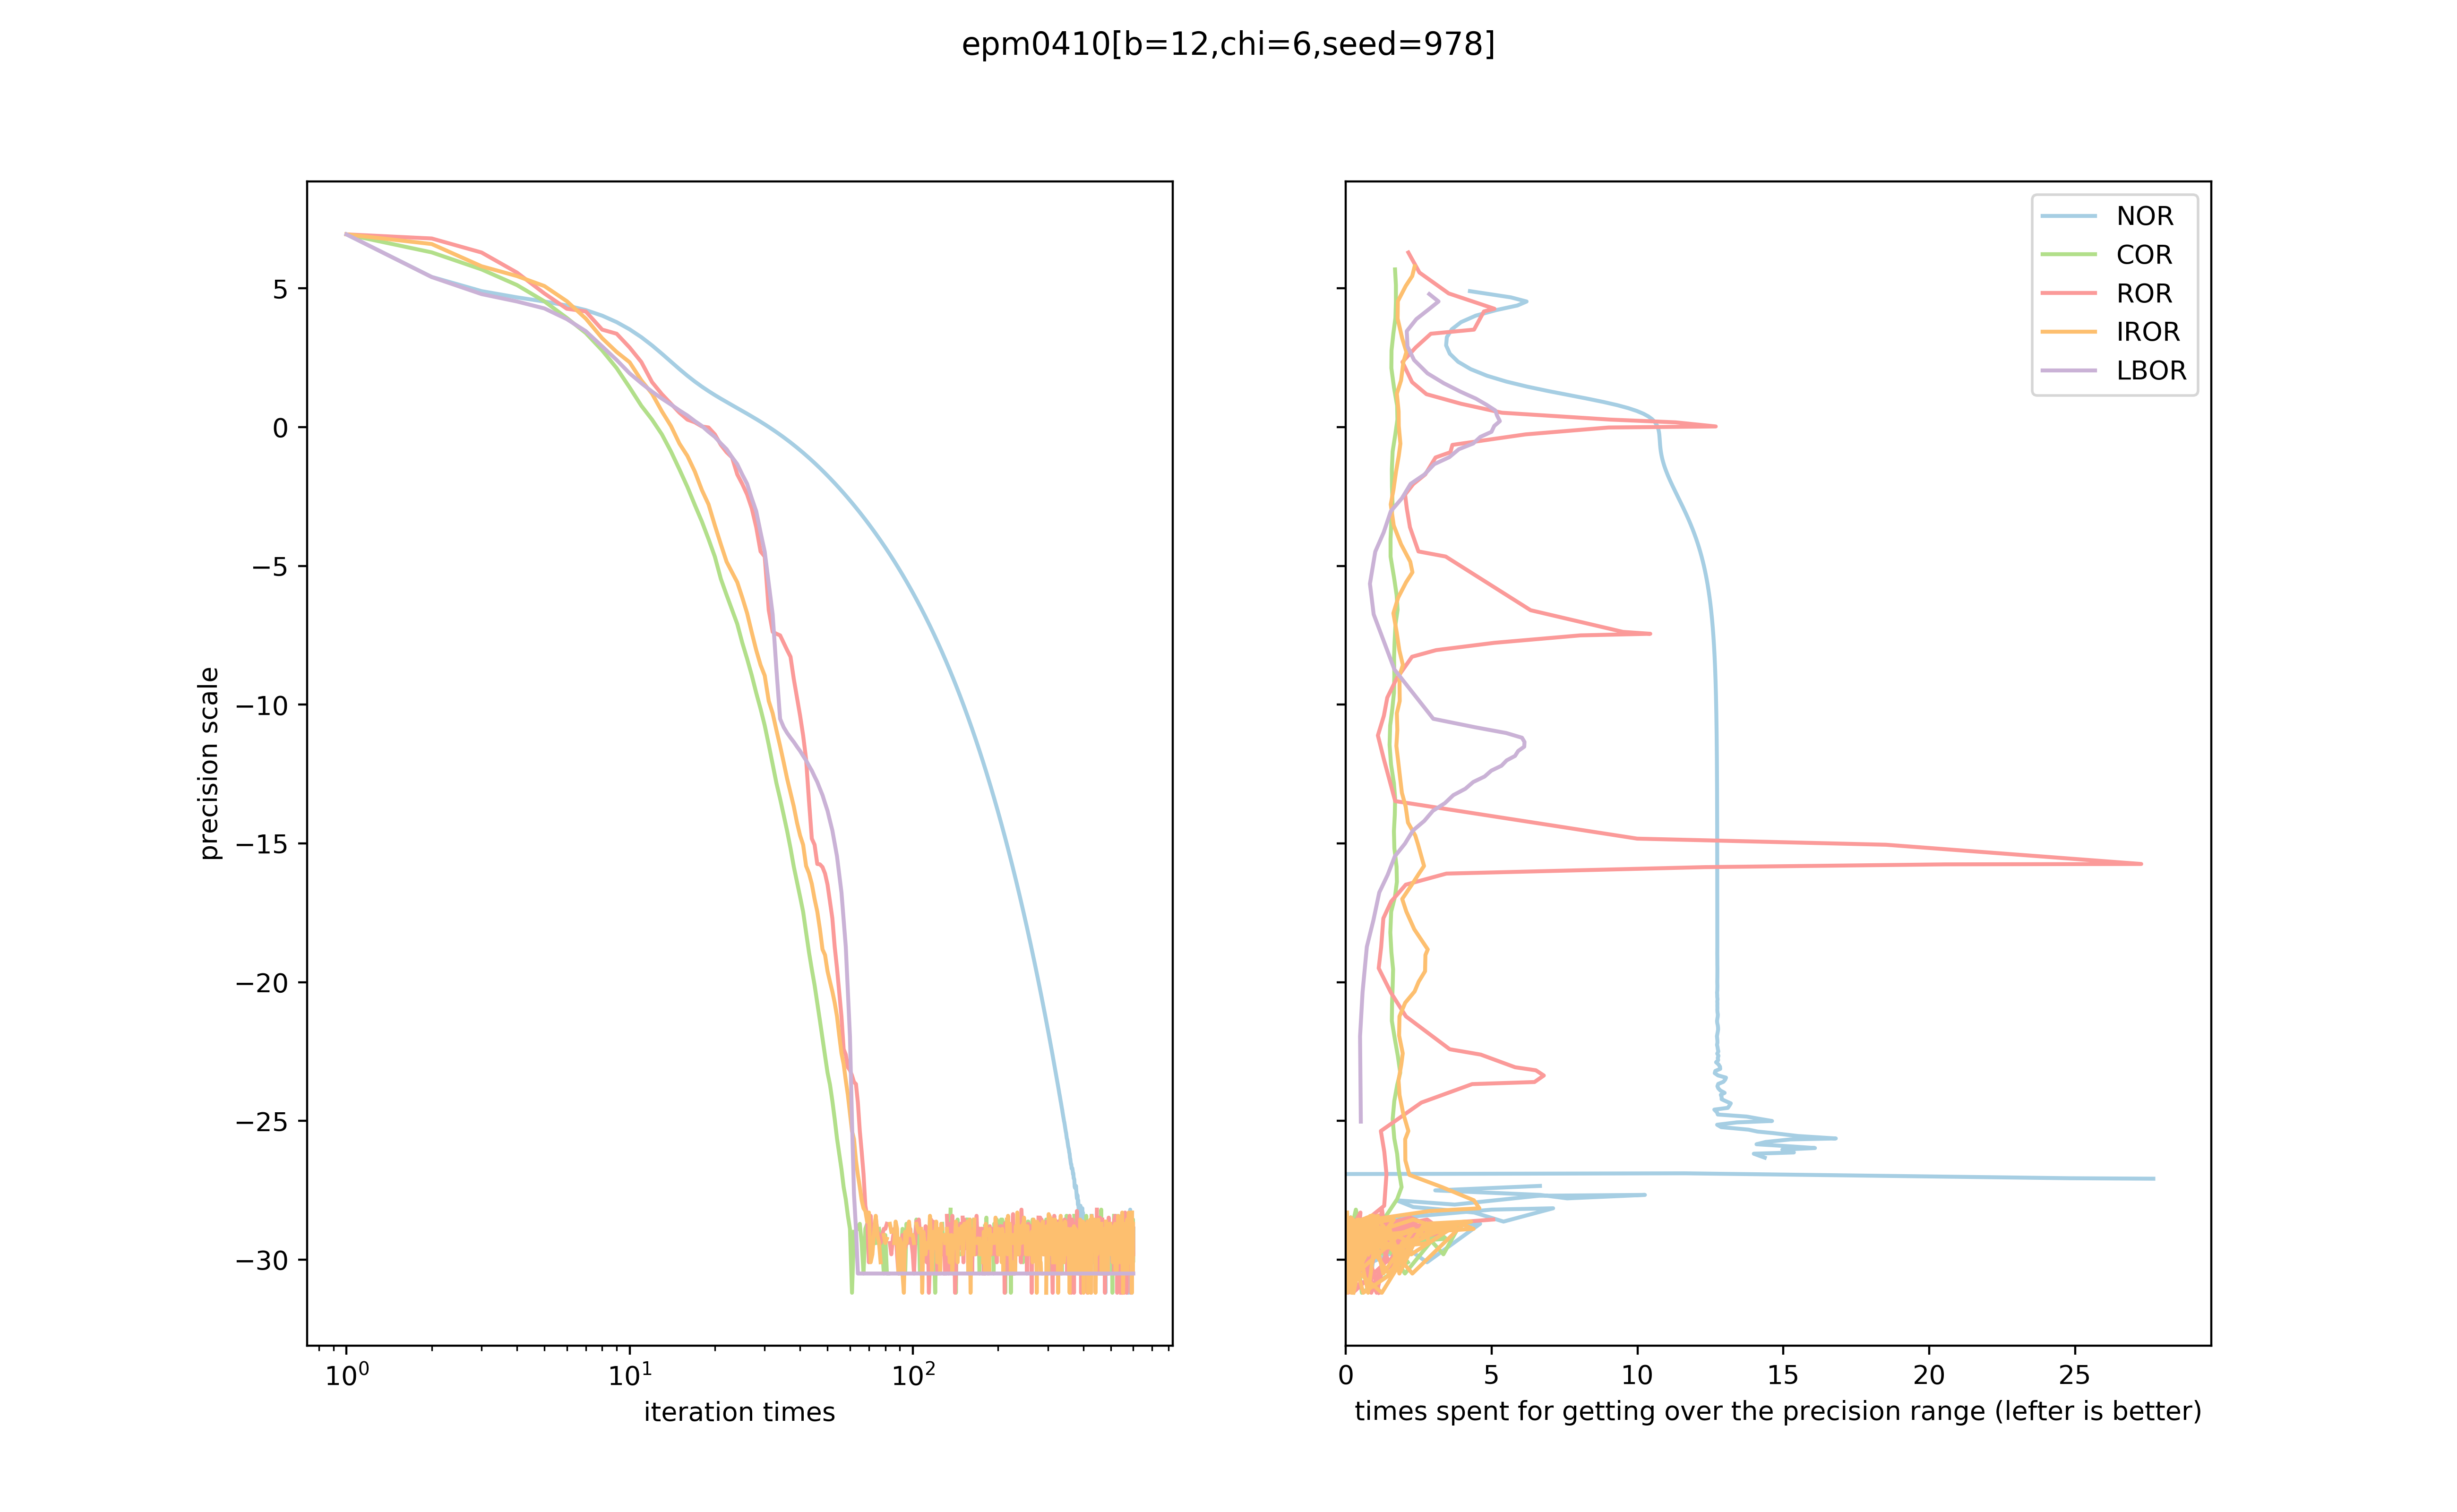 epm0410[b=12,chi=6,seed=978]
precision scale
5
0
−5
−10
−15
−20
−25
−30
10⁰ 10¹ 10²
iteration times
NOR
COR
ROR
IROR
LBOR
0 5 10 15 20 25
times spent for getting over the precision range (lefter is better)